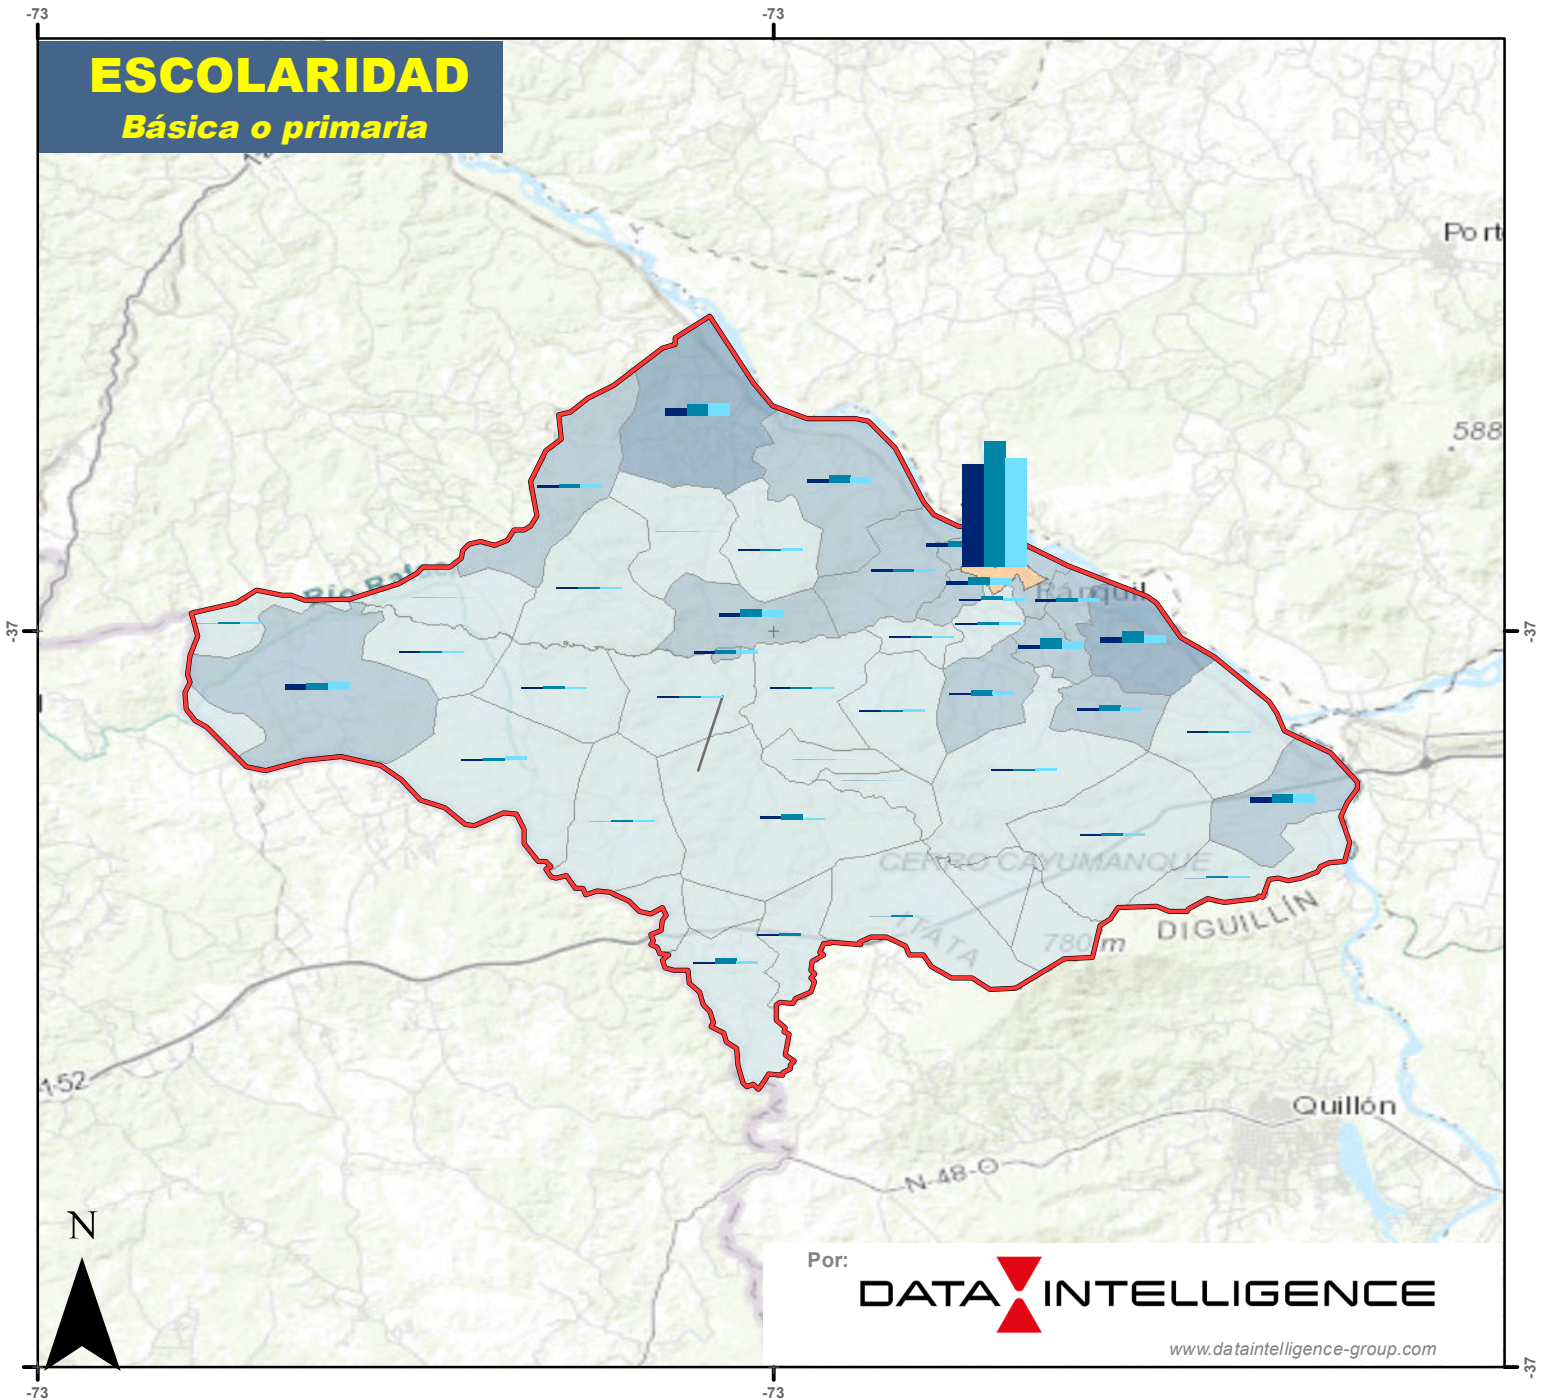 -73
-73
ESCOLARIDAD
Básica o primaria
Port
588
Ránquil
-37
-37
CERRO CAYUMANQUE
ITATA
780 m
DIGUILLÍN
152
Quillón
N-48-O
N
Por:
DATA INTELLIGENCE
www.dataintelligence-group.com
-37
-73
-73